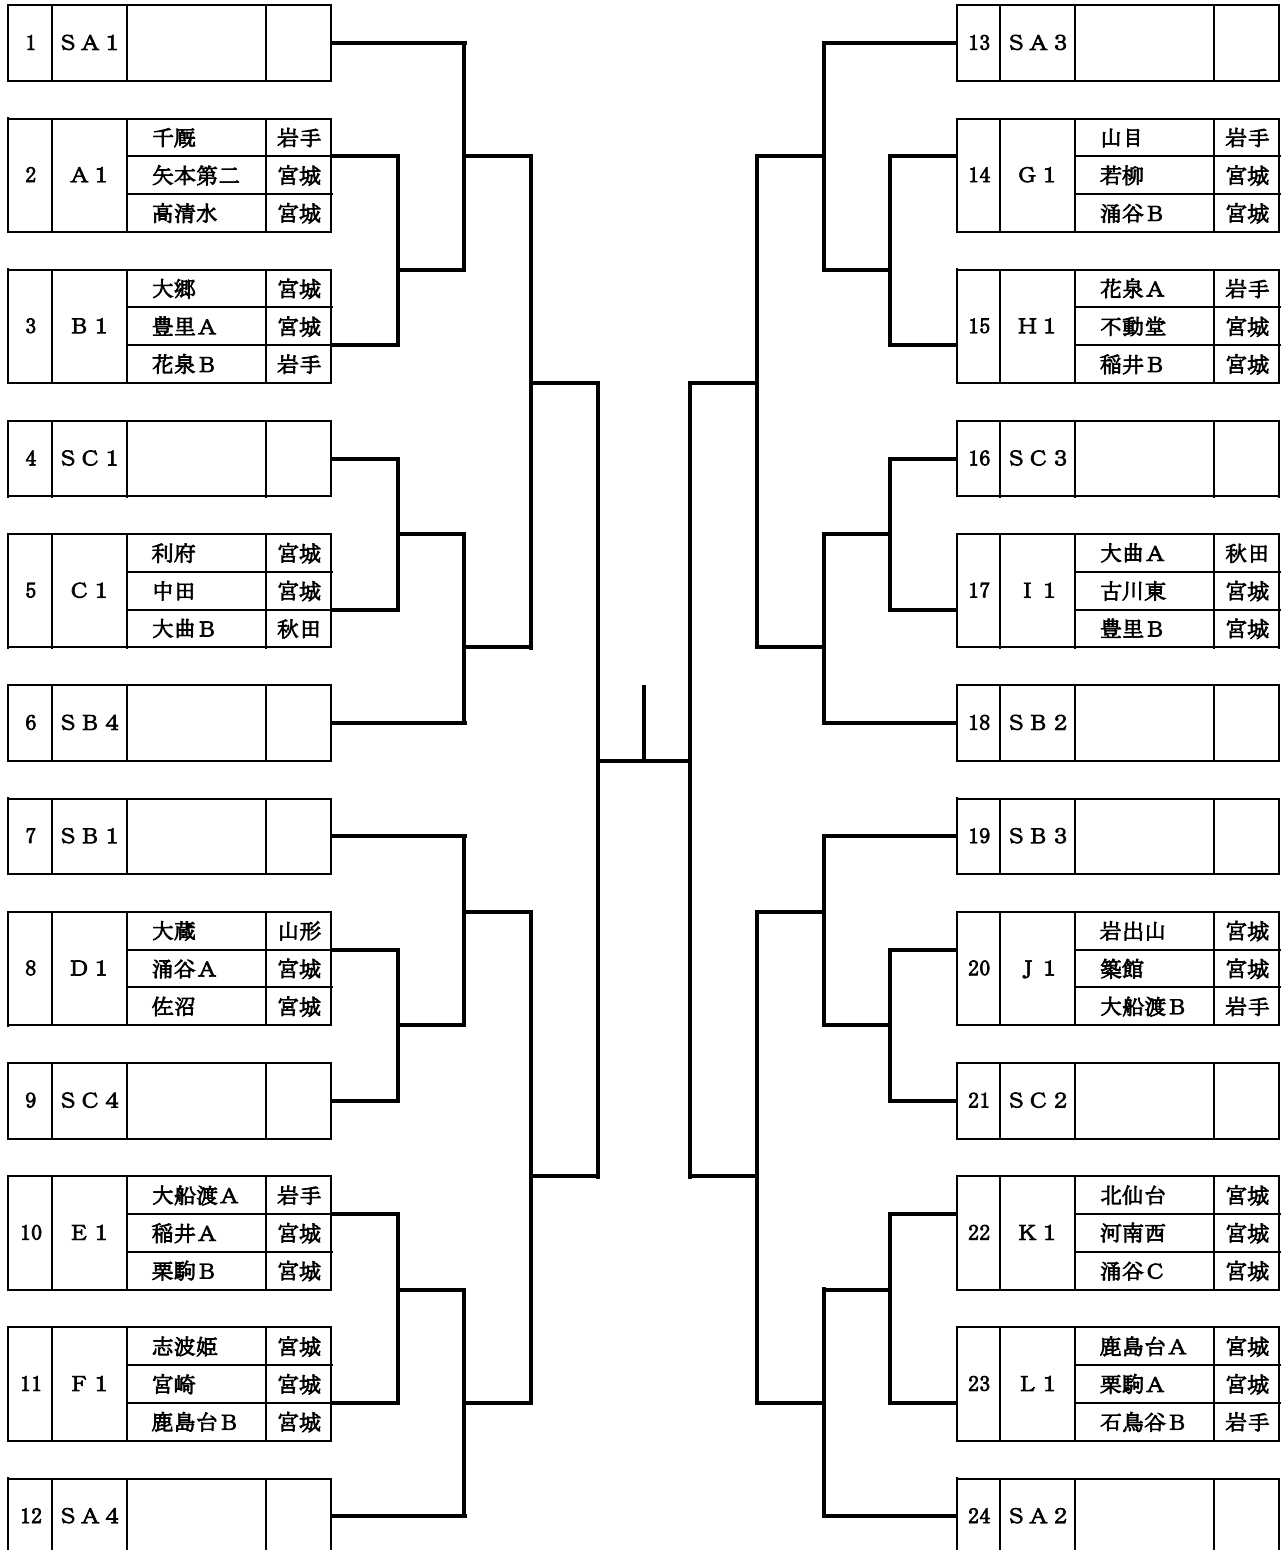 1 ＳＡ１
2 Ａ１ 千厩 岩手
矢本第二 宮城
高清水 宮城
3 Ｂ１ 大郷 宮城
豊里Ａ 宮城
花泉Ｂ 岩手
4 ＳＣ１
5 Ｃ１ 利府 宮城
中田 宮城
大曲Ｂ 秋田
6 ＳＢ４
7 ＳＢ１
8 Ｄ１ 大蔵 山形
涌谷Ａ 宮城
佐沼 宮城
9 ＳＣ４
10 Ｅ１ 大船渡Ａ 岩手
稲井Ａ 宮城
栗駒Ｂ 宮城
11 Ｆ１ 志波姫 宮城
宮崎 宮城
鹿島台Ｂ 宮城
12 ＳＡ４
13 ＳＡ３
14 Ｇ１ 山目 岩手
若柳 宮城
涌谷Ｂ 宮城
15 Ｈ１ 花泉Ａ 岩手
不動堂 宮城
稲井Ｂ 宮城
16 ＳＣ３
17 Ｉ１ 大曲Ａ 秋田
古川東 宮城
豊里Ｂ 宮城
18 ＳＢ２
19 ＳＢ３
20 Ｊ１ 岩出山 宮城
築館 宮城
大船渡Ｂ 岩手
21 ＳＣ２
22 Ｋ１ 北仙台 宮城
河南西 宮城
涌谷Ｃ 宮城
23 Ｌ１ 鹿島台Ａ 宮城
栗駒Ａ 宮城
石鳥谷Ｂ 岩手
24 ＳＡ２